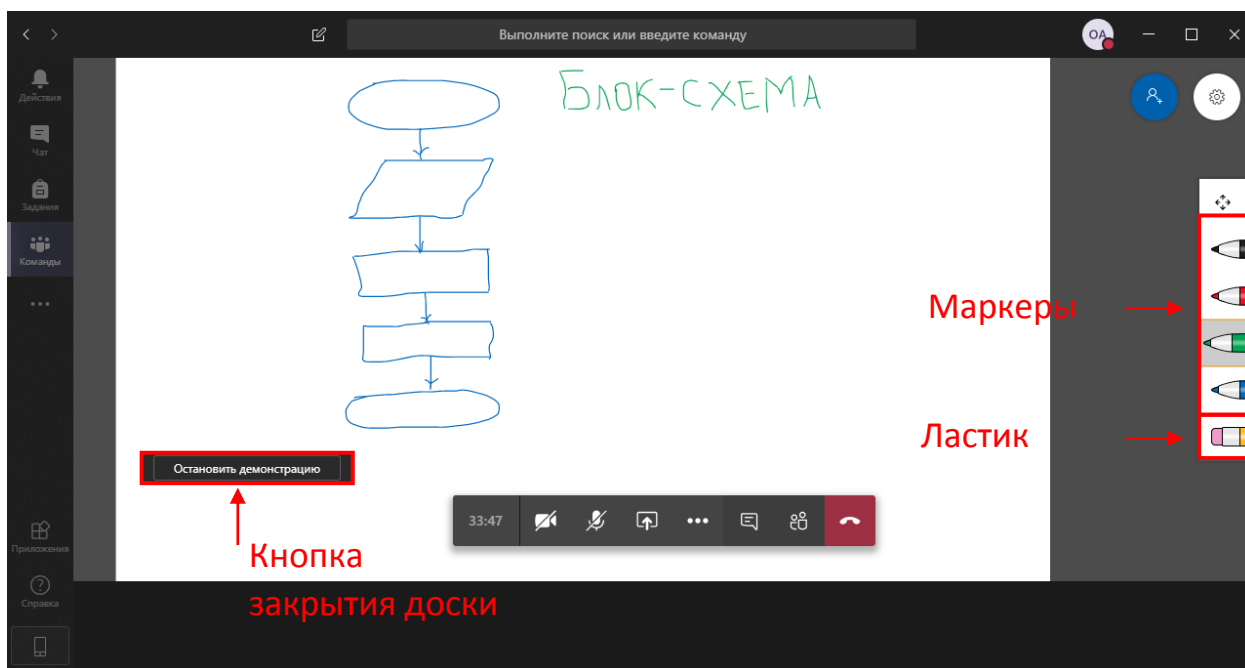 Выполните поиск или введите команду
OA
Действия
Чат
Задания
Команды
Приложения
Справка
БЛОК-СХЕМА
Маркеры
Ластик
Остановить демонстрацию
33:47
Кнопка
закрытия доски